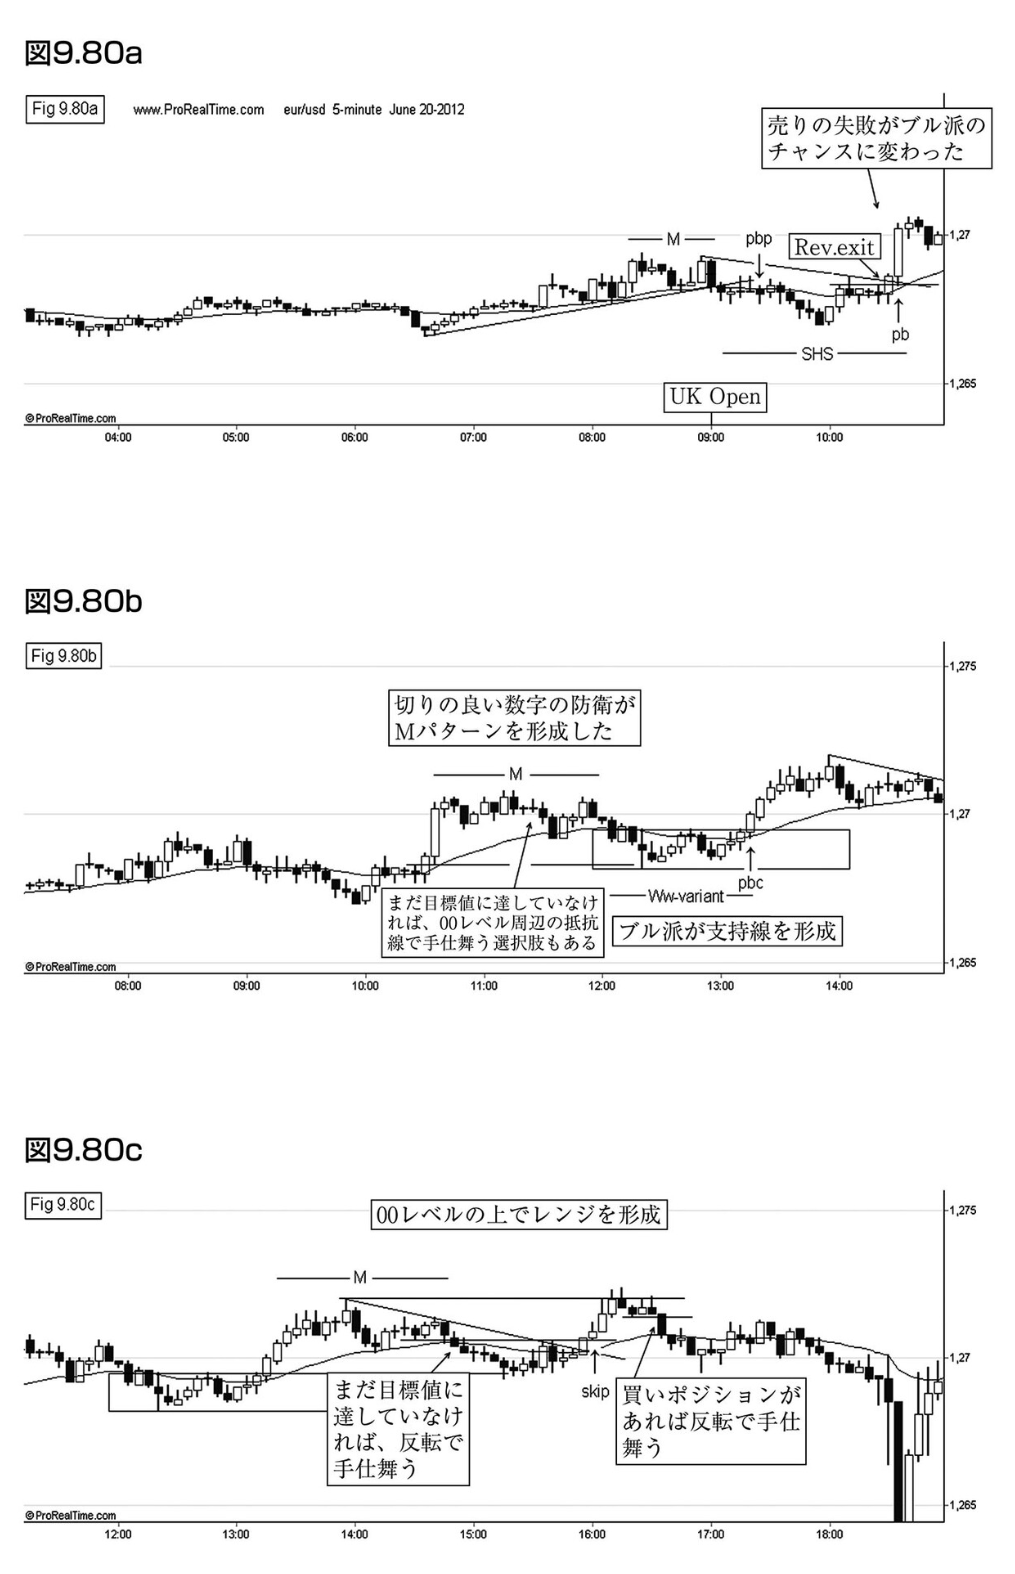 図9.80a
Fig 9.80a
www.ProRealTime.com eur/usd 5-minute June 20-2012
売りの失敗がブル派の
チャンスに変わった
1,27
M
pbp
Rev.exit
pb
SHS
1,265
UK Open
©ProRealTime.com
04:00 05:00 06:00 07:00 08:00 09:00 10:00
図9.80b
Fig 9.80b
1,275
切りの良い数字の防衛が
Mパターンを形成した
M
1,27
pbc
Ww-variant
まだ目標値に達していなけ
れば、00レベル周辺の抵抗
線で手仕舞う選択肢もある
ブル派が支持線を形成
1,265
©ProRealTime.com
08:00 09:00 10:00 11:00 12:00 13:00 14:00
図9.80c
Fig 9.80c
00レベルの上でレンジを形成
1,275
M
1,27
skip
まだ目標値に
達していなけ
れば、反転で
手仕舞う
買いポジションが
あれば反転で手仕
舞う
1,265
©ProRealTime.com
12:00 13:00 14:00 15:00 16:00 17:00 18:00